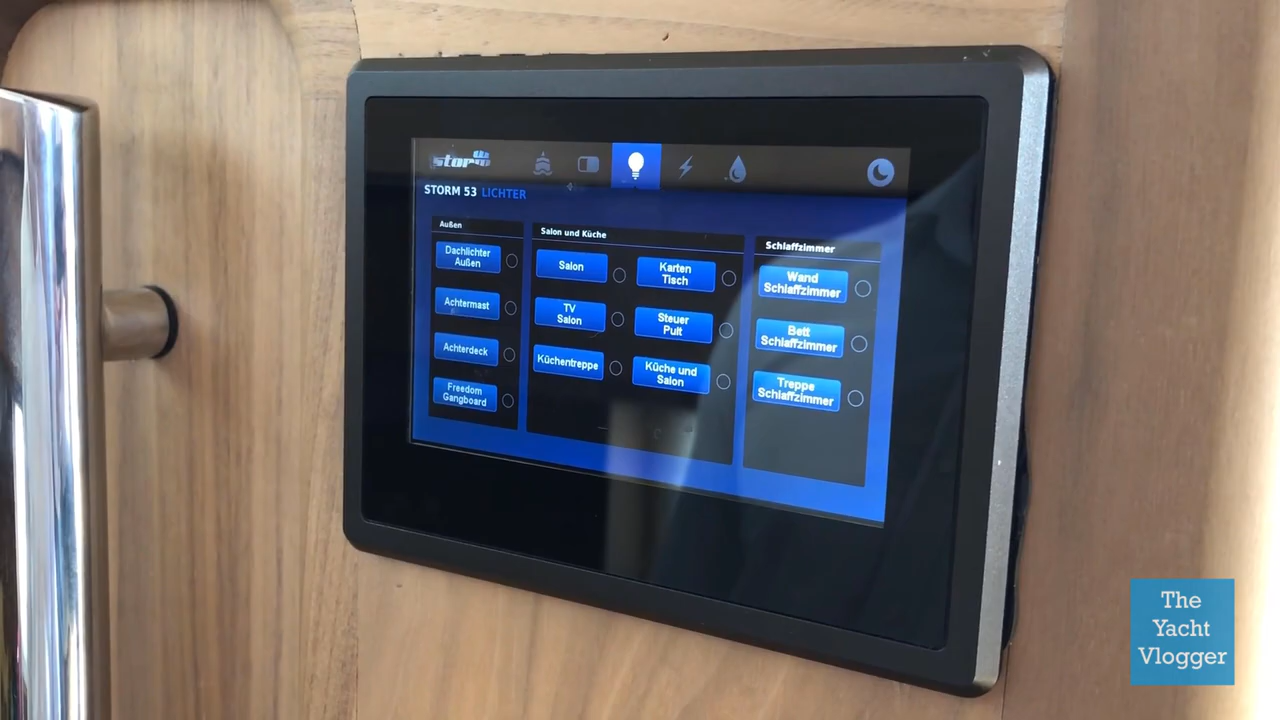 storm
STORM 53 LICHTER
Außen
Dachlichter
Außen
Achtermast
Achterdeck
Freedom
Gangboard
Salon und Küche
Salon
TV
Salon
Küchentreppe
Karten
Tisch
Steuer
Pult
Küche und
Salon
Schlaffzimmer
Wand
Schlaffzimmer
Bett
Schlaffzimmer
Treppe
Schlaffzimmer
The
Yacht
Vlogger